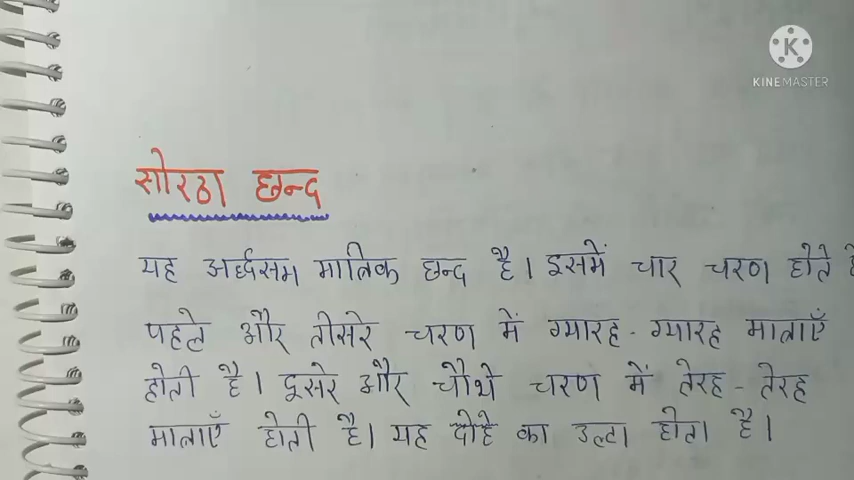 KINEMASTER
सोरठा छन्द
यह अर्द्धसम मात्रिक छन्द है। इसमें चार चरण होते
पहले और तीसरे चरण में ग्यारह - ग्यारह मात्राएँ
होती है। दूसरे और चौथे चरण में तेरह - तेरह
मात्राएँ होती है। यह दोहे का उल्टा होता है।